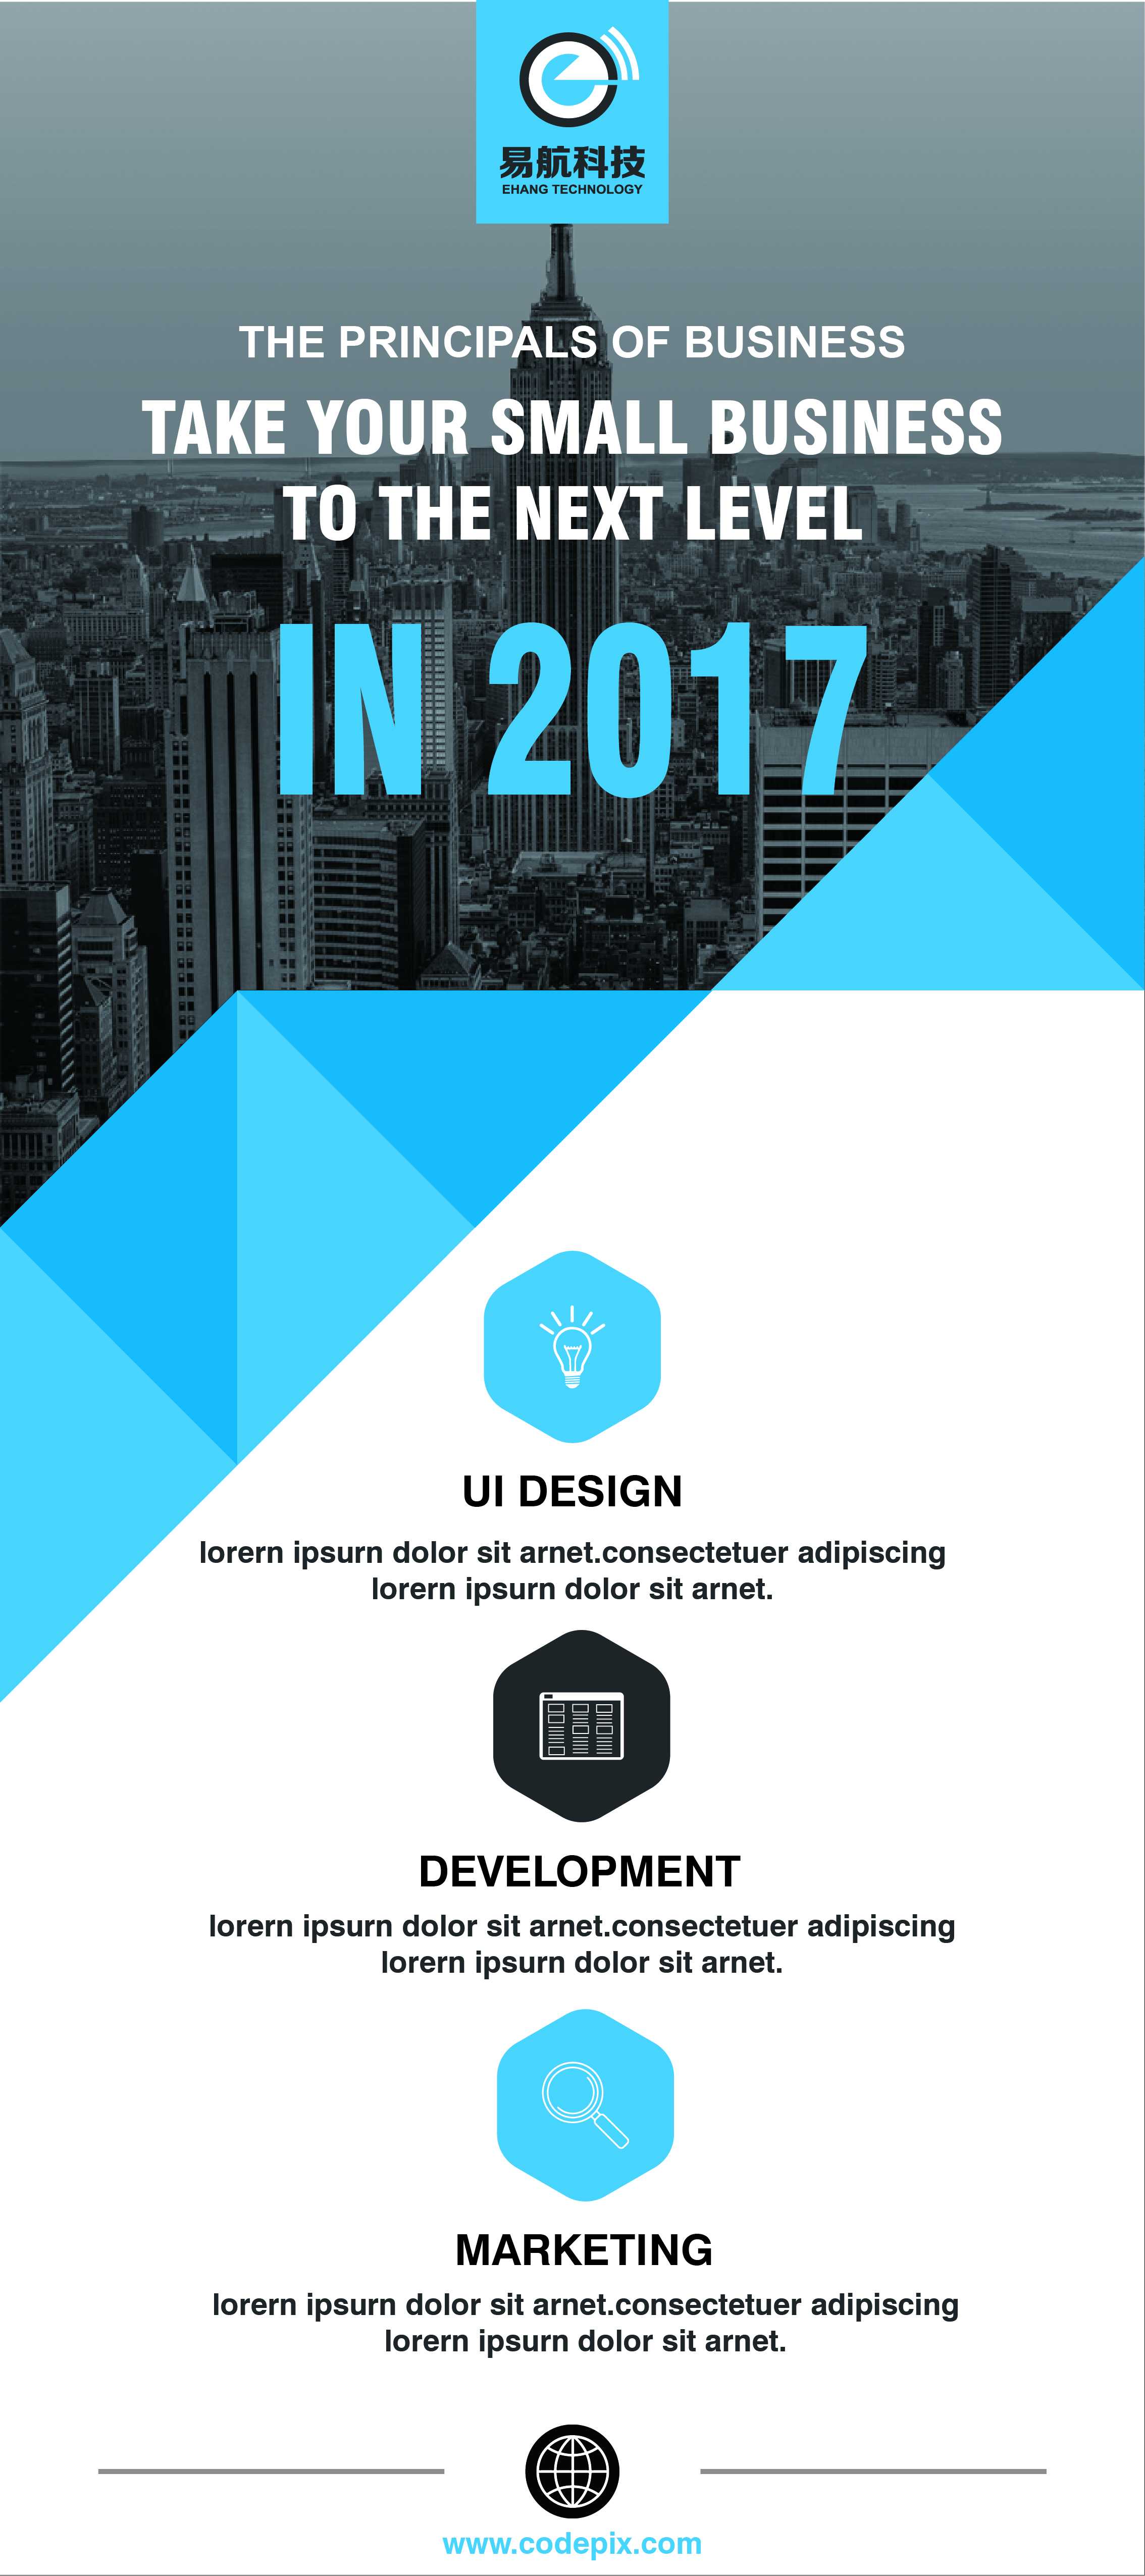 易航科技
EHANG TECHNOLOGY
THE PRINCIPALS OF BUSINESS
TAKE YOUR SMALL BUSINESS
TO THE NEXT LEVEL
IN 2017
UI DESIGN
lorern ipsurn dolor sit arnet.consectetuer adipiscing
lorern ipsurn dolor sit arnet.
DEVELOPMENT
lorern ipsurn dolor sit arnet.consectetuer adipiscing
lorern ipsurn dolor sit arnet.
MARKETING
lorern ipsurn dolor sit arnet.consectetuer adipiscing
lorern ipsurn dolor sit arnet.
www.codepix.com